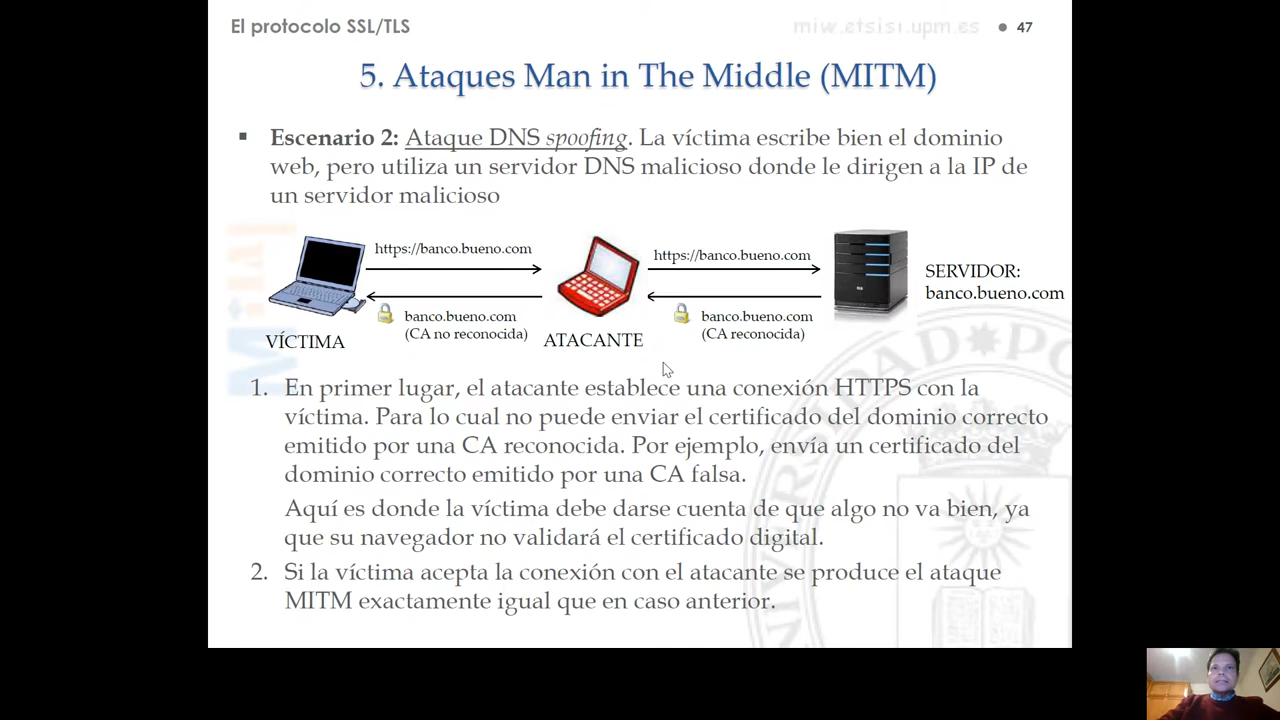 El protocolo SSL/TLS
miw.etsisi.upm.es
47
5. Ataques Man in The Middle (MITM)
Escenario 2: Ataque DNS spoofing. La víctima escribe bien el dominio
web, pero utiliza un servidor DNS malicioso donde le dirigen a la IP de
un servidor malicioso
https://banco.bueno.com
https://banco.bueno.com
SERVIDOR:
banco.bueno.com
banco.bueno.com
(CA no reconocida)
banco.bueno.com
(CA reconocida)
VÍCTIMA
ATACANTE
1. En primer lugar, el atacante establece una conexión HTTPS con la
víctima. Para lo cual no puede enviar el certificado del dominio correcto
emitido por una CA reconocida. Por ejemplo, envía un certificado del
dominio correcto emitido por una CA falsa.
Aquí es donde la víctima debe darse cuenta de que algo no va bien, ya
que su navegador no validará el certificado digital.
2. Si la víctima acepta la conexión con el atacante se produce el ataque
MITM exactamente igual que en caso anterior.